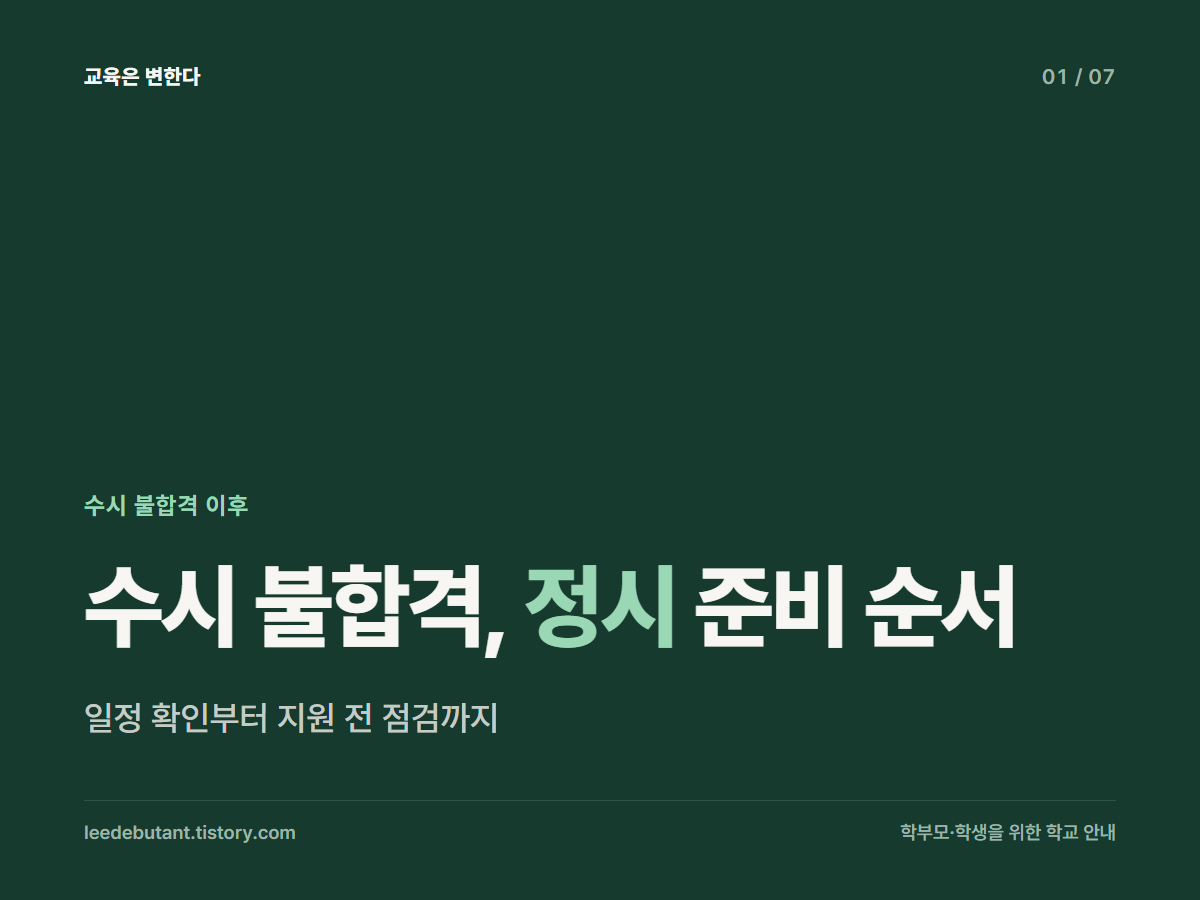 교육은 변한다
01 / 07
수시 불합격 이후
수시 불합격, 정시 준비 순서
일정 확인부터 지원 전 점검까지
leedebutant.tistory.com
학부모·학생을 위한 학교 안내